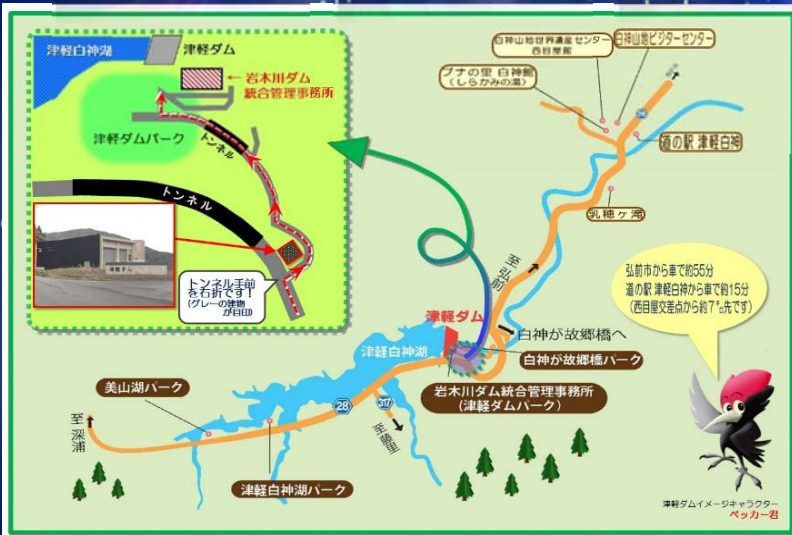 津軽白神湖
津軽ダム
岩木川ダム
統合管理事務所
津軽ダムパーク
トンネル
トンネル
津軽ダム
トンネル手前
を右折です!
(グレーの建物
が目印)
白神山地世界遺産センター
西目屋館
白神山地ビジターセンター
ブナの里 白神館
(しらかみの湯)
道の駅 津軽白神
乳穂ヶ滝
至弘前
弘前市から車で約55分
道の駅 津軽白神から車で約15分
(西目屋交差点から約7㌔先です)
津軽ダム
白神が故郷橋へ
津軽白神湖
白神が故郷橋パーク
岩木川ダム統合管理事務所
(津軽ダムパーク)
美山湖パーク
28
317
至深浦
至藤里
津軽白神湖パーク
津軽ダムイメージキャラクター
ベッカー君